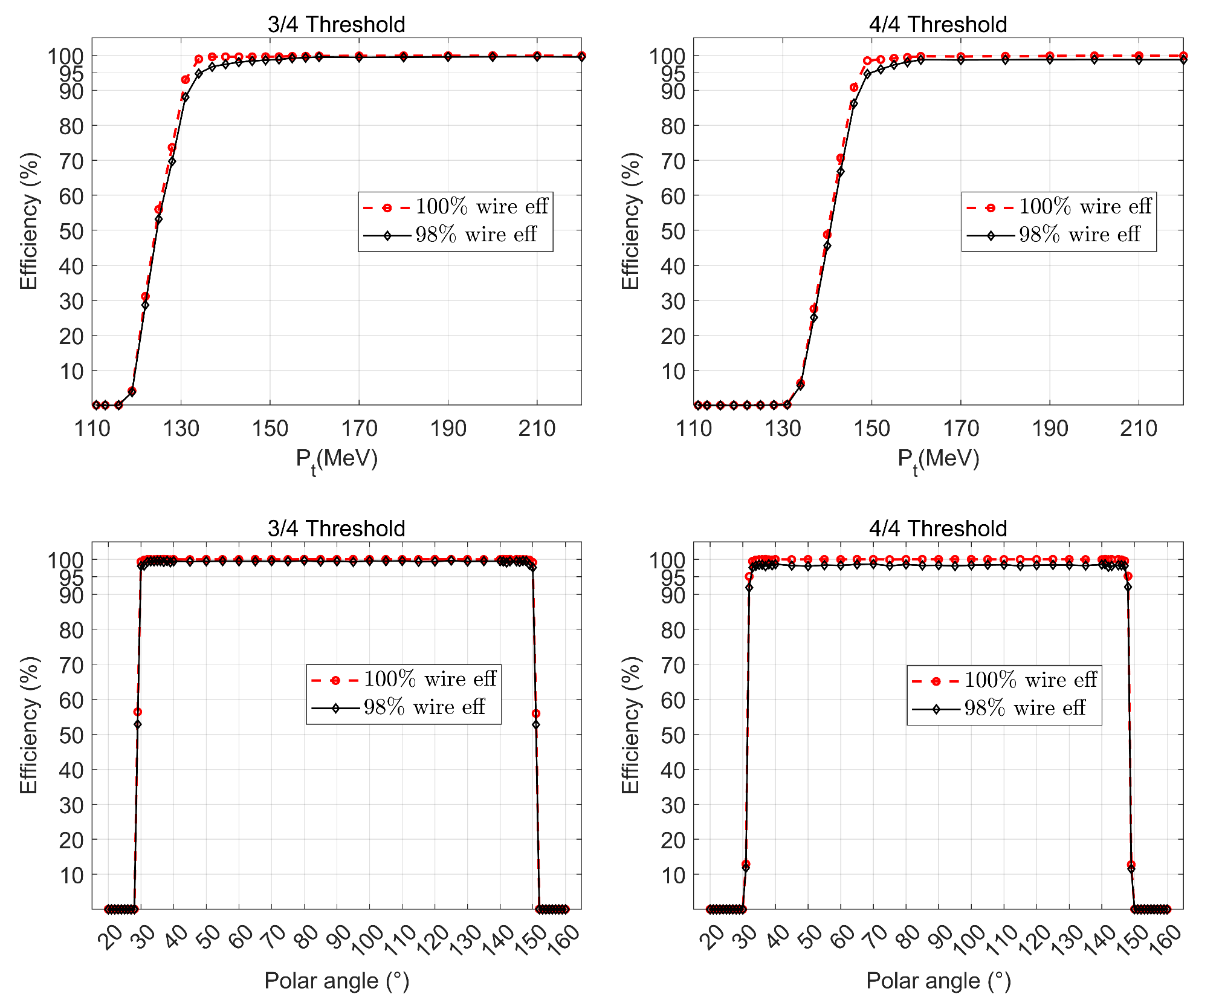 3/4 Threshold
100
95
90
80
70
60
50
40
30
20
10
Efficiency (%)
100% wire eff
98% wire eff
110 130 150 170 190 210
Pt(MeV)
4/4 Threshold
100
95
90
80
70
60
50
40
30
20
10
Efficiency (%)
100% wire eff
98% wire eff
110 130 150 170 190 210
Pt(MeV)
3/4 Threshold
100
95
90
80
70
60
50
40
30
20
10
Efficiency (%)
100% wire eff
98% wire eff
20 30 40 50 60 70 80 90 100 110 120 130 140 150 160
Polar angle (°)
4/4 Threshold
100
95
90
80
70
60
50
40
30
20
10
Efficiency (%)
100% wire eff
98% wire eff
20 30 40 50 60 70 80 90 100 110 120 130 140 150 160
Polar angle (°)